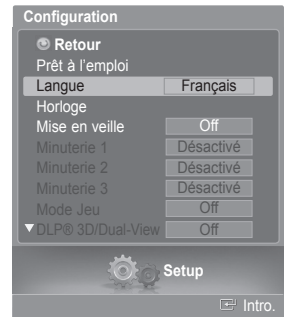 Configuration
Retour
Prêt à l'emploi
Langue Français
Horloge
Mise en veille Off
Minuterie 1 Désactivé
Minuterie 2 Désactivé
Minuterie 3 Désactivé
Mode Jeu Off
▼DLP® 3D/Dual-View Off
Setup
Intro.